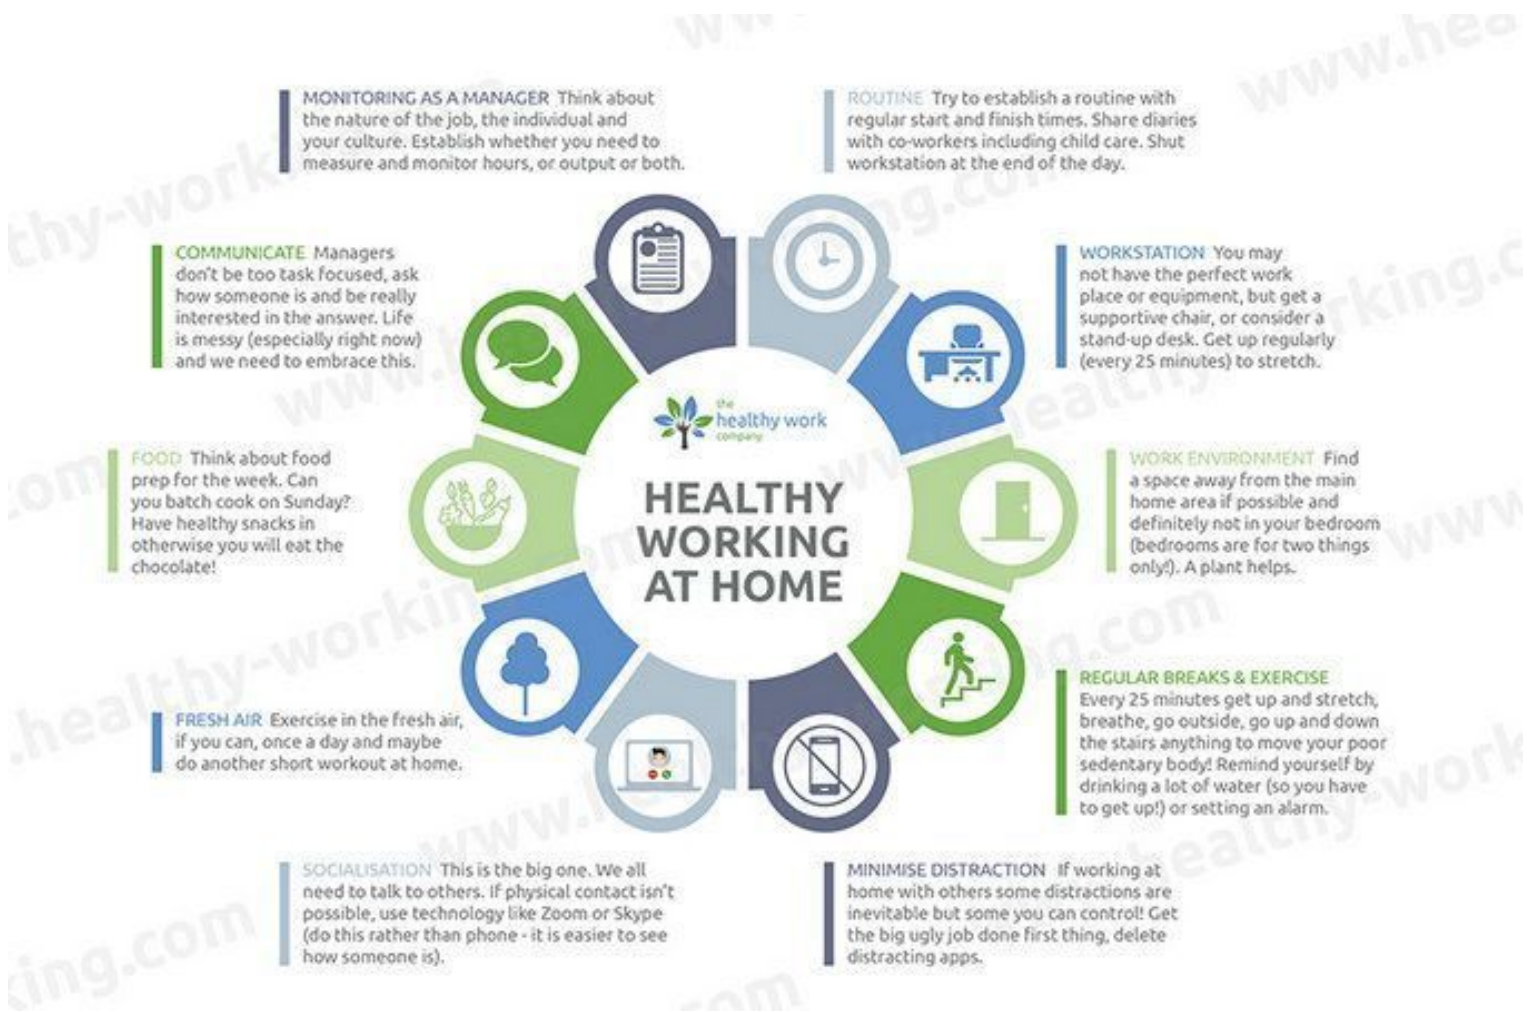 MONITORING AS A MANAGER Think about
the nature of the job, the individual and
your culture. Establish whether you need to
measure and monitor hours, or output or both.
ROUTINE Try to establish a routine with
regular start and finish times. Share diaries
with co-workers including child care. Shut
workstation at the end of the day.
COMMUNICATE Managers
don't be too task focused, ask
how someone is and be really
interested in the answer. Life
is messy (especially right now)
and we need to embrace this.
WORKSTATION You may
not have the perfect work
place or equipment, but get a
supportive chair, or consider a
stand-up desk. Get up regularly
(every 25 minutes) to stretch.
FOOD Think about food
prep for the week. Can
you batch cook on Sunday?
Have healthy snacks in
otherwise you will eat the
chocolate!
the
healthy work
company
HEALTHY
WORKING
AT HOME
WORK ENVIRONMENT Find
a space away from the main
home area if possible and
definitely not in your bedroom
(bedrooms are for two things
only!). A plant helps.
FRESH AIR Exercise in the fresh air,
if you can, once a day and maybe
do another short workout at home.
REGULAR BREAKS & EXERCISE
Every 25 minutes get up and stretch,
breathe, go outside, go up and down
the stairs anything to move your poor
sedentary body! Remind yourself by
drinking a lot of water (so you have
to get up!) or setting an alarm.
SOCIALISATION This is the big one. We all
need to talk to others. If physical contact isn't
possible, use technology like Zoom or Skype
(do this rather than phone - it is easier to see
how someone is).
MINIMISE DISTRACTION If working at
home with others some distractions are
inevitable but some you can control! Get
the big ugly job done first thing, delete
distracting apps.
www.healthy-working.com